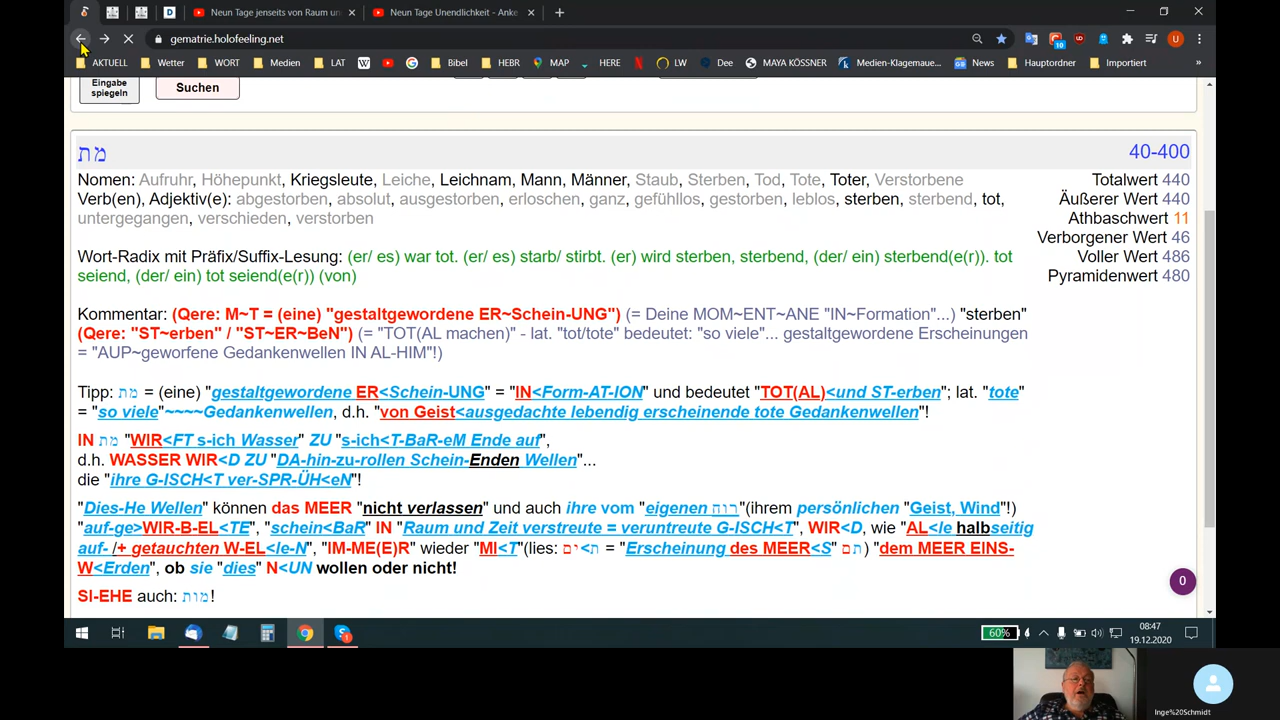 Neun Tage jenseits von Raum un
Neun Tage Unendlichkeit - Anke
gematrie.holofeeling.net
AKTUELL Wetter WORT Medien LAT Bibel HEBR MAP HERE LW Dee MAYA KÖSSNER Medien-Klagemaue... News Hauptordner Importiert »
Eingabe
spiegeln
Suchen
מת 40-400
Nomen: Aufruhr, Höhepunkt, Kriegsleute, Leiche, Leichnam, Mann, Männer, Staub, Sterben, Tod, Tote, Toter, Verstorbene
Totalwert 440
Verb(en), Adjektiv(e): abgestorben, absolut, ausgestorben, erloschen, ganz, gefühllos, gestorben, leblos, sterben, sterbend, tot,
Äußerer Wert 440
untergegangen, verschieden, verstorben
Athbaschwert 11
Verborgener Wert 46
Wort-Radix mit Präfix/Suffix-Lesung: (er/ es) war tot. (er/ es) starb/ stirbt. (er) wird sterben, sterbend, (der/ ein) sterbend(e(r)). tot
Voller Wert 486
seiend, (der/ ein) tot seiend(e(r)) (von)
Pyramidenwert 480
Kommentar: (Qere: M~T = (eine) "gestaltgewordene ER~Schein-UNG") (= Deine MOM~ENT~ANE "IN~Formation"...) "sterben"
(Qere: "ST~erben" / "ST~ER~BeN") (= "TOT(AL machen)" - lat. "tot/tote" bedeutet: "so viele"... gestaltgewordene Erscheinungen
= "AUP~geworfene Gedankenwellen IN AL-HIM"!)
Tipp: מת = (eine) "gestaltgewordene ER<Schein-UNG" = "IN<Form-AT-ION" und bedeutet "TOT(AL)<und ST-erben"; lat. "tote"
= "so viele"~~~~Gedankenwellen, d.h. "von Geist<ausgedachte lebendig erscheinende tote Gedankenwellen"!
IN מת "WIR<FT s-ich Wasser" ZU "s-ich<T-BaR-eM Ende auf",
d.h. WASSER WIR<D ZU "DA-hin-zu-rollen Schein-Enden Wellen"...
die "ihre G-ISCH<T ver-SPR-ÜH<eN"!
"Dies-He Wellen" können das MEER "nicht verlassen" und auch ihre vom "eigenen רוח"(ihrem persönlichen "Geist, Wind"!)
"auf-ge>WIR-B-EL<TE", "schein<BaR" IN "Raum und Zeit verstreute = veruntreute G-ISCH<T", WIR<D, wie "AL<le halbseitig
auf- /+ getauchten W-EL<le-N", "IM-ME(E)R" wieder "MI<T"(lies: ת<ים = "Erscheinung des MEER<S" תם) "dem MEER EINS-
W<Erden", ob sie "dies" N<UN wollen oder nicht!
SI-EHE auch: מות!
0
60%
08:47
19.12.2020
Inge%20Schmidt